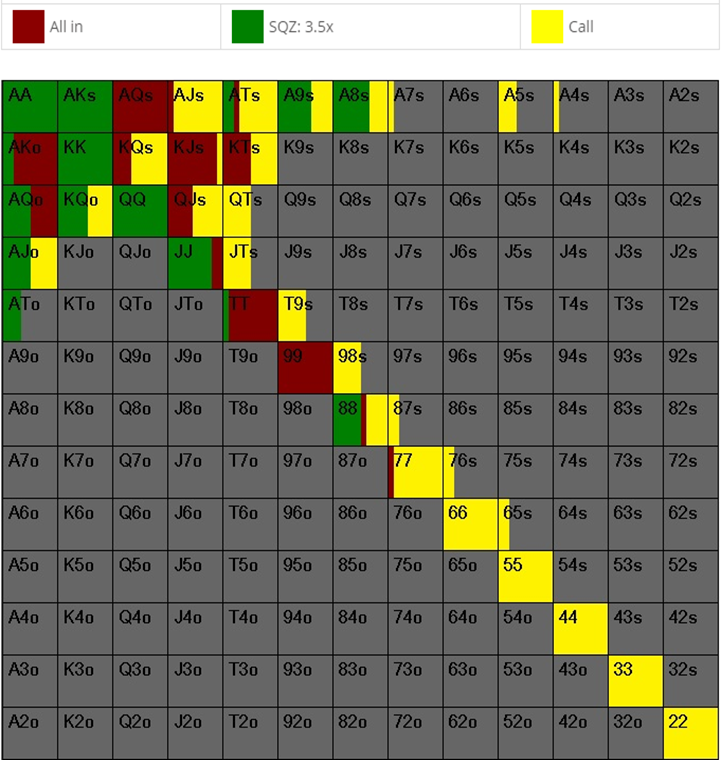 All in SQZ: 3.5x Call
AA AKs AQs AJs ATs A9s A8s A7s A6s A5s A4s A3s A2s
AKo KK KQs KJs KTs K9s K8s K7s K6s K5s K4s K3s K2s
AQo KQo QQ QJs QTs Q9s Q8s Q7s Q6s Q5s Q4s Q3s Q2s
AJo KJo QJo JJ JTs J9s J8s J7s J6s J5s J4s J3s J2s
ATo KTo QTo JTo TT T9s T8s T7s T6s T5s T4s T3s T2s
A9o K9o Q9o J9o T9o 99 98s 97s 96s 95s 94s 93s 92s
A8o K8o Q8o J8o T8o 98o 88 87s 86s 85s 84s 83s 82s
A7o K7o Q7o J7o T7o 97o 87o 77 76s 75s 74s 73s 72s
A6o K6o Q6o J6o T6o 96o 86o 76o 66 65s 64s 63s 62s
A5o K5o Q5o J5o T5o 95o 85o 75o 65o 55 54s 53s 52s
A4o K4o Q4o J4o T4o 94o 84o 74o 64o 54o 44 43s 42s
A3o K3o Q3o J3o T3o 93o 83o 73o 63o 53o 43o 33 32s
A2o K2o Q2o J2o T2o 92o 82o 72o 62o 52o 42o 32o 22